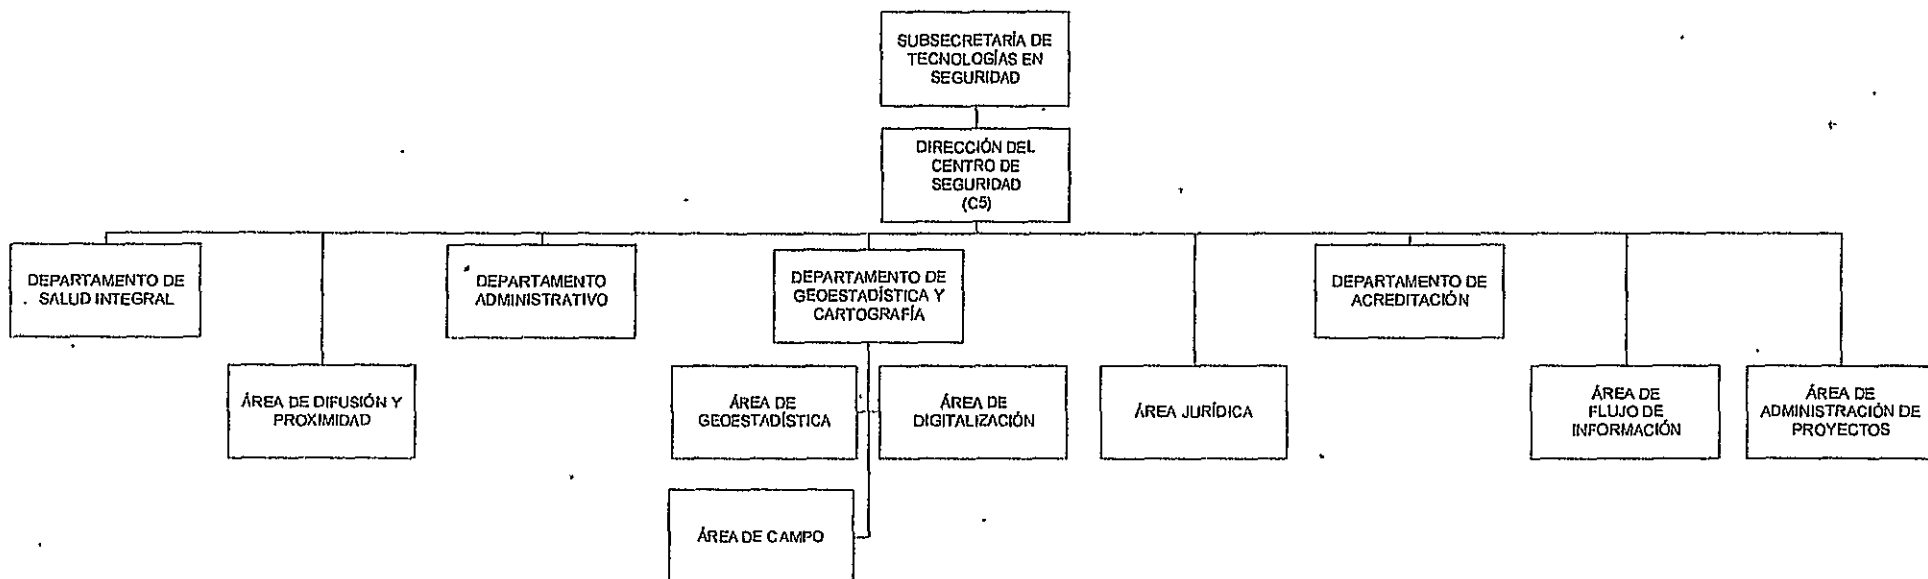 SUBSECRETARÍA DE
TECNOLOGÍAS EN
SEGURIDAD
DIRECCIÓN DEL
CENTRO DE
SEGURIDAD
(C5)
DEPARTAMENTO DE
SALUD INTEGRAL
DEPARTAMENTO
ADMINISTRATIVO
DEPARTAMENTO DE
GEOESTADÍSTICA Y
CARTOGRAFÍA
DEPARTAMENTO DE
ACREDITACIÓN
ÁREA DE DIFUSIÓN Y
PROXIMIDAD
ÁREA DE
GEOESTADÍSTICA
ÁREA DE
DIGITALIZACIÓN
ÁREA JURÍDICA
ÁREA DE
FLUJO DE
INFORMACIÓN
ÁREA DE
ADMINISTRACIÓN DE
PROYECTOS
ÁREA DE CAMPO